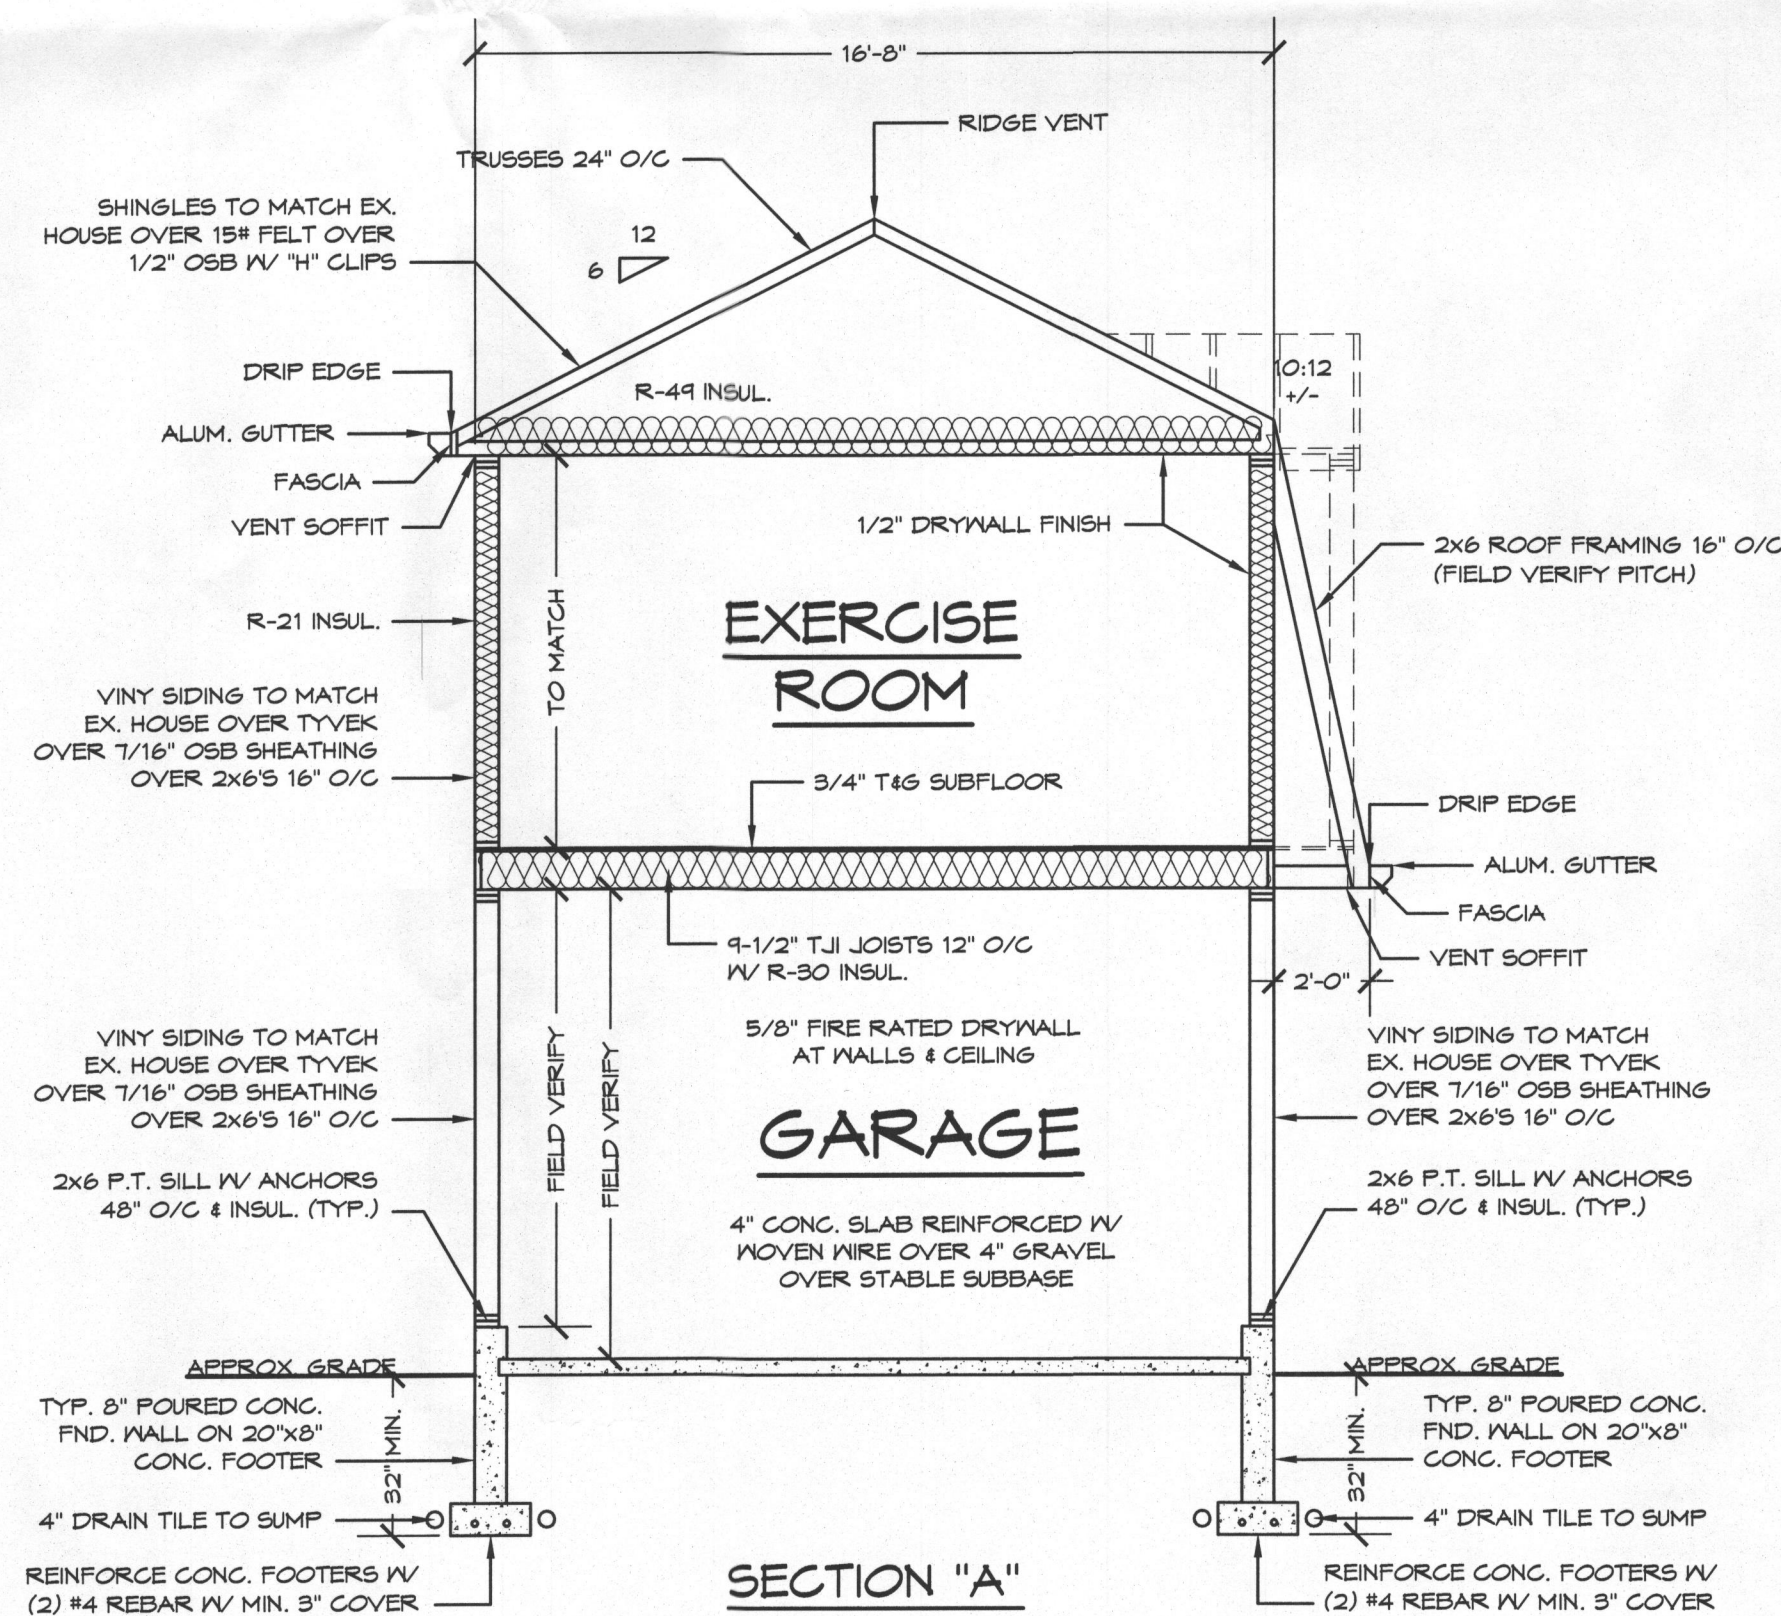 16'-8"
RIDGE VENT
TRUSSES 24" O/C
SHINGLES TO MATCH EX.
HOUSE OVER 15# FELT OVER
1/2" OSB W/ "H" CLIPS
12
6
DRIP EDGE
ALUM. GUTTER
FASCIA
VENT SOFFIT
R-49 INSUL.
10:12
+/-
1/2" DRYWALL FINISH
2x6 ROOF FRAMING 16" O/C
(FIELD VERIFY PITCH)
R-21 INSUL.
TO MATCH
EXERCISE
ROOM
VINY SIDING TO MATCH
EX. HOUSE OVER TYVEK
OVER 7/16" OSB SHEATHING
OVER 2x6'S 16" O/C
3/4" T&G SUBFLOOR
DRIP EDGE
ALUM. GUTTER
FASCIA
VENT SOFFIT
2'-0"
9-1/2" TJI JOISTS 12" O/C
W/ R-30 INSUL.
5/8" FIRE RATED DRYWALL
AT WALLS & CEILING
FIELD VERIFY
FIELD VERIFY
GARAGE
VINY SIDING TO MATCH
EX. HOUSE OVER TYVEK
OVER 7/16" OSB SHEATHING
OVER 2x6'S 16" O/C
VINY SIDING TO MATCH
EX. HOUSE OVER TYVEK
OVER 7/16" OSB SHEATHING
OVER 2x6'S 16" O/C
2x6 P.T. SILL W/ ANCHORS
48" O/C & INSUL. (TYP.)
2x6 P.T. SILL W/ ANCHORS
48" O/C & INSUL. (TYP.)
4" CONC. SLAB REINFORCED W/
WOVEN WIRE OVER 4" GRAVEL
OVER STABLE SUBBASE
APPROX. GRADE
APPROX. GRADE
TYP. 8" POURED CONC.
FND. WALL ON 20"x8"
CONC. FOOTER
32" MIN.
32" MIN.
TYP. 8" POURED CONC.
FND. WALL ON 20"x8"
CONC. FOOTER
4" DRAIN TILE TO SUMP
4" DRAIN TILE TO SUMP
REINFORCE CONC. FOOTERS W/
(2) #4 REBAR W/ MIN. 3" COVER
SECTION "A"
REINFORCE CONC. FOOTERS W/
(2) #4 REBAR W/ MIN. 3" COVER